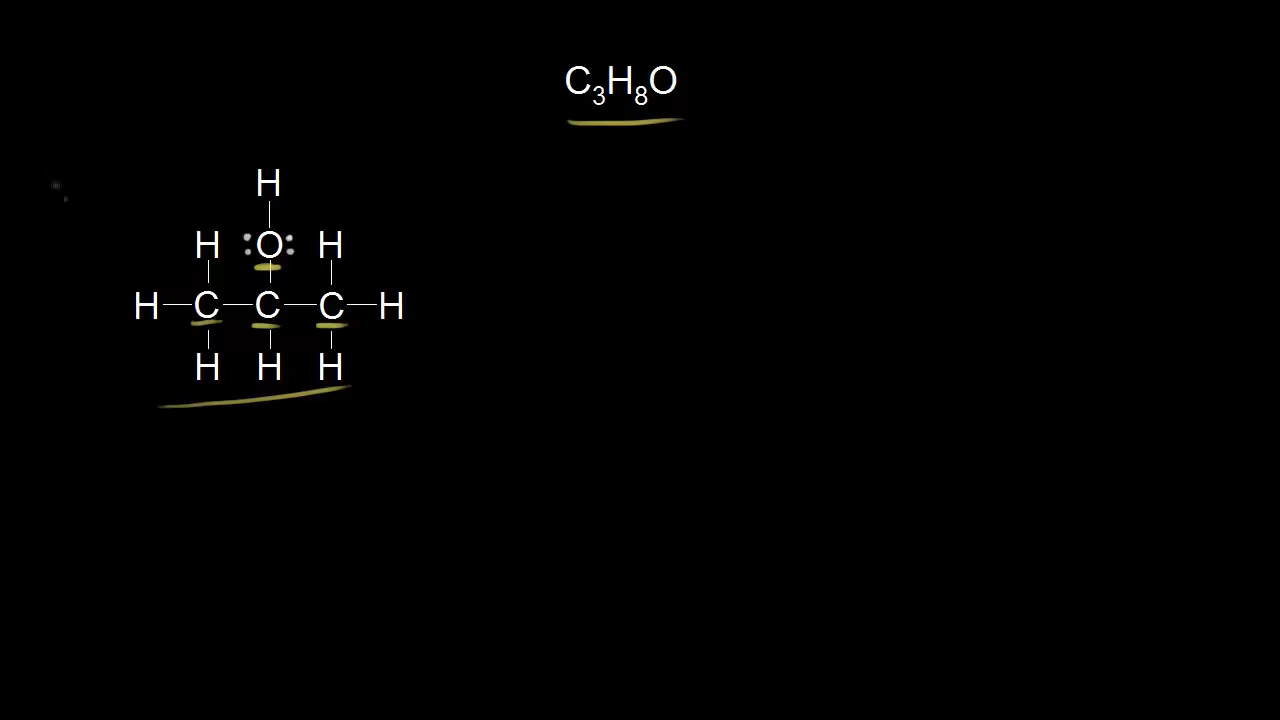 C₃H₈O
H
H :O: H
H—C—C—C—H
H H H